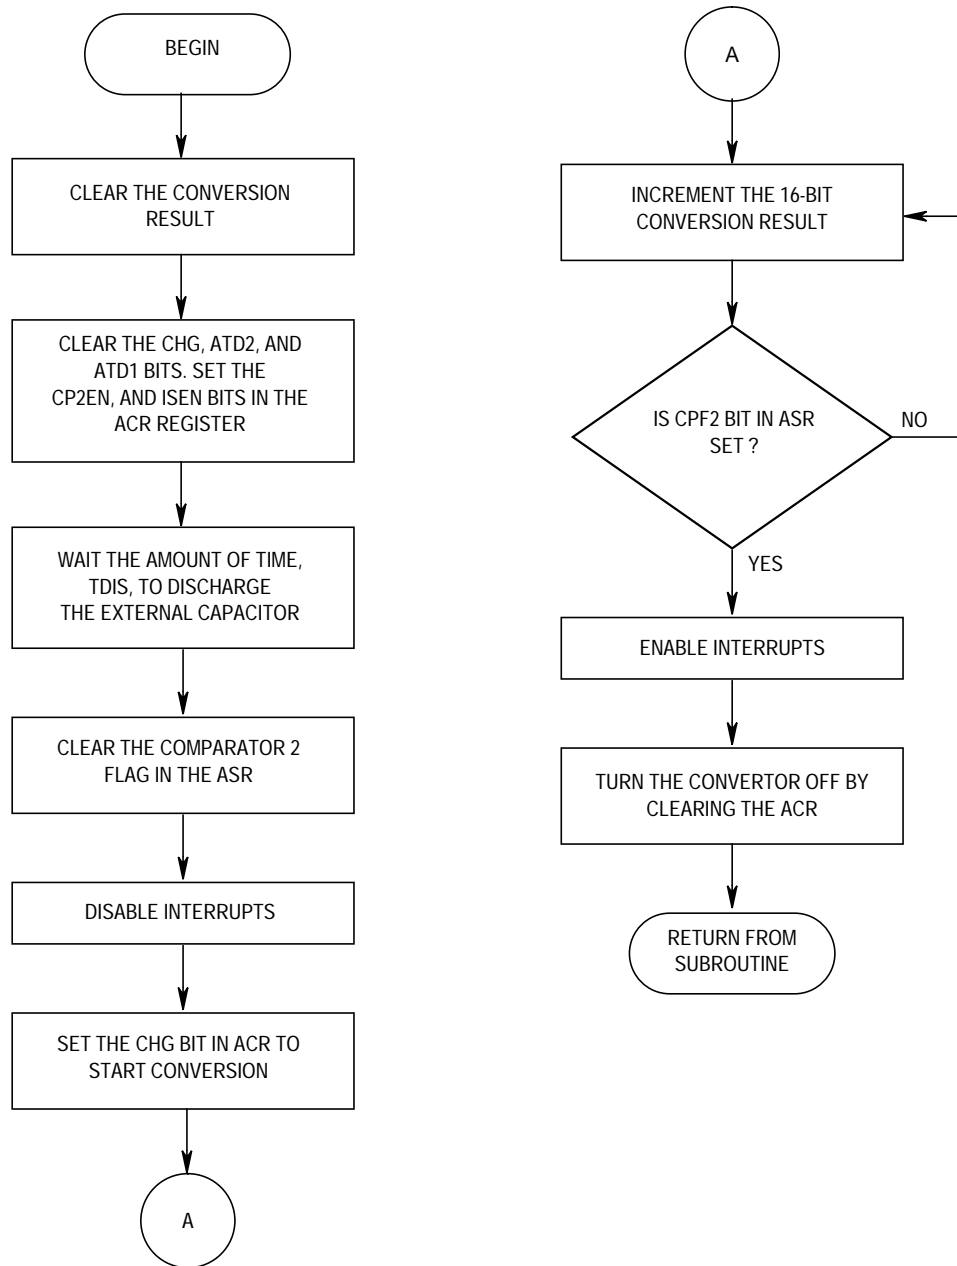 BEGIN
CLEAR THE CONVERSION
RESULT
CLEAR THE CHG, ATD2, AND
ATD1 BITS. SET THE
CP2EN, AND ISEN BITS IN THE
ACR REGISTER
WAIT THE AMOUNT OF TIME,
TDIS, TO DISCHARGE
THE EXTERNAL CAPACITOR
CLEAR THE COMPARATOR 2
FLAG IN THE ASR
DISABLE INTERRUPTS
SET THE CHG BIT IN ACR TO
START CONVERSION
A
A
INCREMENT THE 16-BIT
CONVERSION RESULT
IS CPF2 BIT IN ASR
SET ?
NO
YES
ENABLE INTERRUPTS
TURN THE CONVERTOR OFF BY
CLEARING THE ACR
RETURN FROM
SUBROUTINE